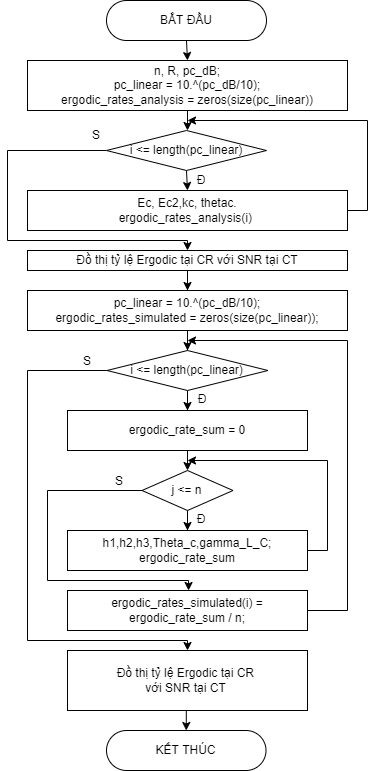 BẮT ĐẦU
n, R, pc_dB;
pc_linear = 10.^(pc_dB/10);
ergodic_rates_analysis = zeros(size(pc_linear))
S
i <= length(pc_linear)
Đ
Ec, Ec2,kc, thetac.
ergodic_rates_analysis(i)
Đồ thị tỷ lệ Ergodic tại CR với SNR tại CT
pc_linear = 10.^(pc_dB/10);
ergodic_rates_simulated = zeros(size(pc_linear));
S
i <= length(pc_linear)
Đ
ergodic_rate_sum = 0
S
j <= n
Đ
h1,h2,h3,Theta_c,gamma_L_C;
ergodic_rate_sum
ergodic_rates_simulated(i) =
ergodic_rate_sum / n;
Đồ thị tỷ lệ Ergodic tại CR
với SNR tại CT
KẾT THÚC